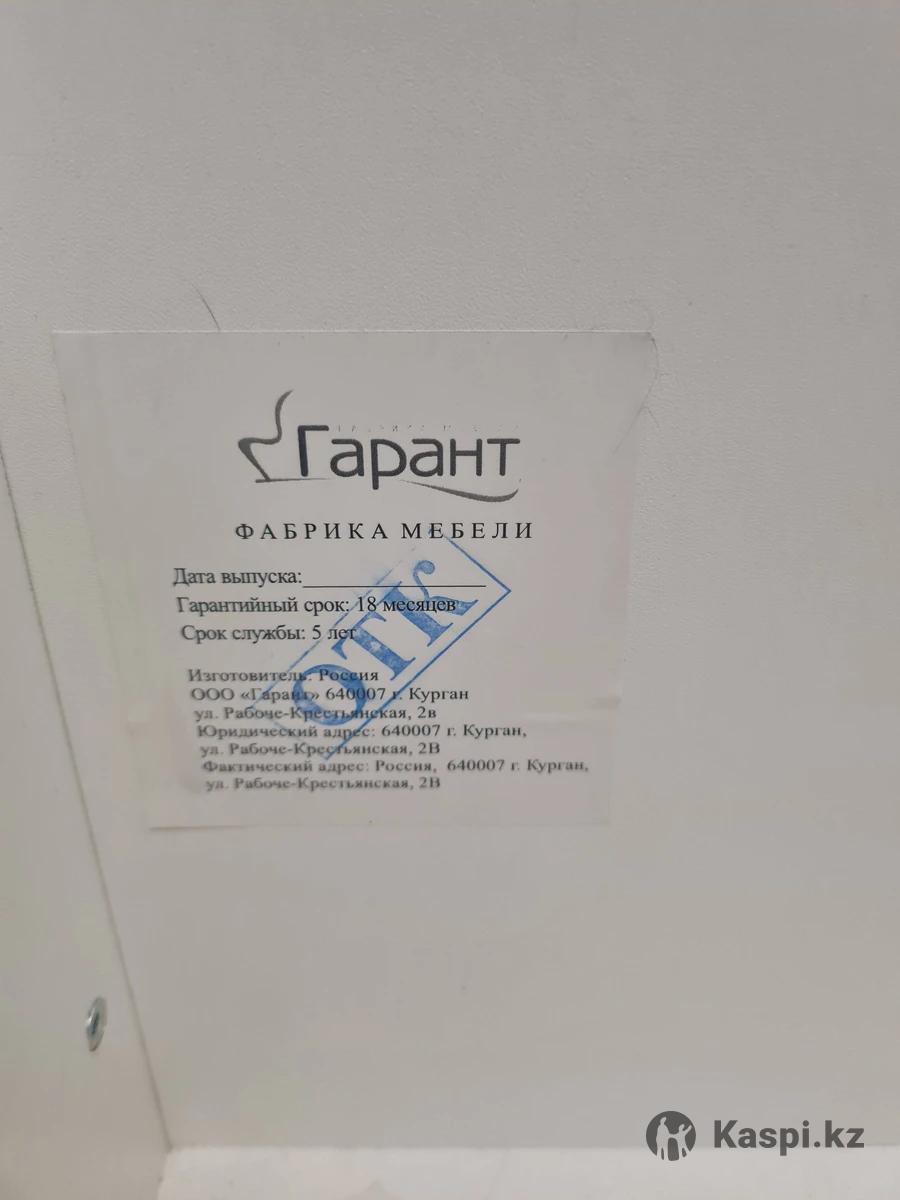 Гарант
ФАБРИКА МЕБЕЛИ
Дата выпуска:
Гарантийный срок: 18 месяцев
Срок службы: 5 лет
ОТК
Изготовитель: Россия
ООО «Гарант» 640007 г. Курган
ул. Рабоче-Крестьянская, 2в
Юридический адрес: 640007 г. Курган,
ул. Рабоче-Крестьянская, 2В
Фактический адрес: Россия, 640007 г. Курган,
ул. Рабоче-Крестьянская, 2В
Kaspi.kz